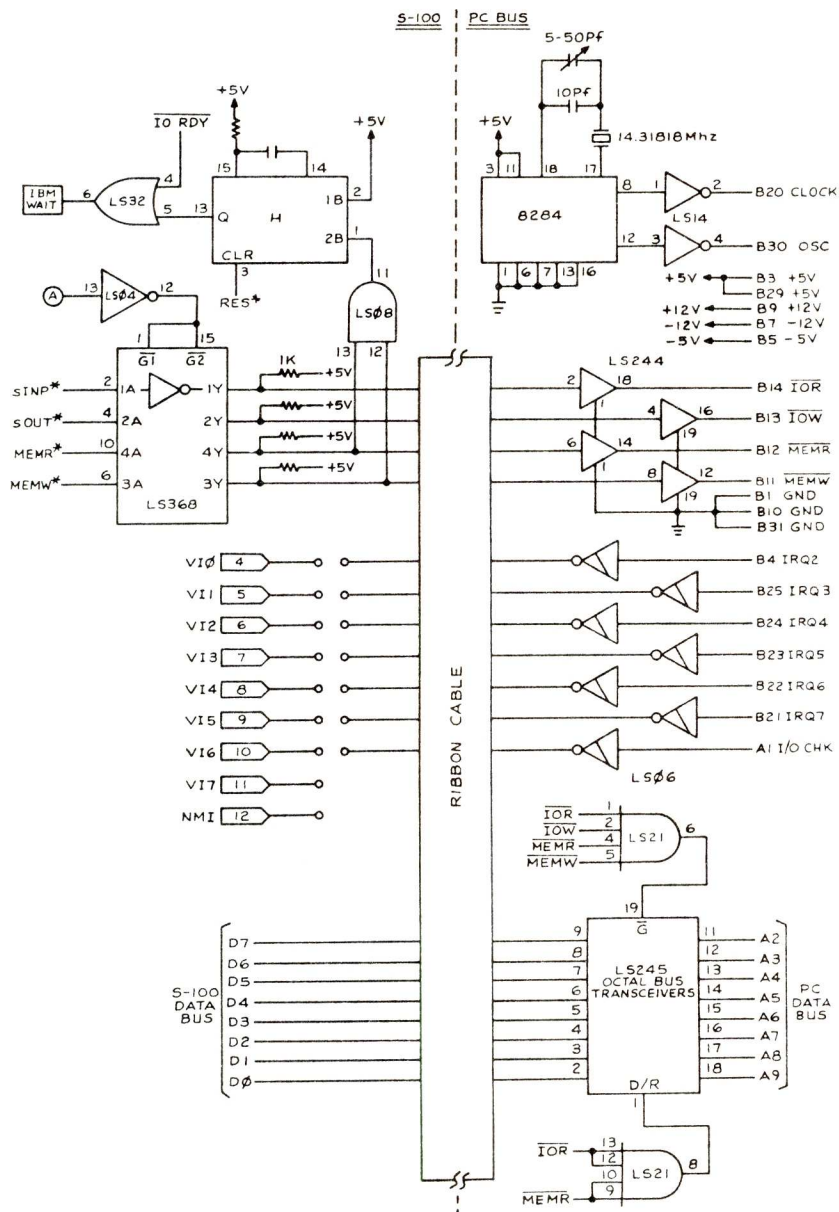 S-100 PC BUS
5-50Pf
+5V
10Pf
IO RDY
+5V
+5V
14.31818Mhz
15 14
3 11 18 17
IBM WAIT
6 LS32 4
5
13 Q H 1B 2
2B 1
CLR
3
RES*
8284
8 1 2 B20 CLOCK
LS14
12 3 4 B30 OSC
1 6 7 13 16
+5V B3 +5V
B29 +5V
+12V B9 +12V
-12V B7 -12V
-5V B5 -5V
A 13 LSØ4 12
11
LSØ8
13 12
1 15
G1 G2
1K
+5V
SINP* 2 1A 1Y
+5V
SOUT* 4 2A 2Y
+5V
MEMR* 10 4A 4Y
+5V
MEMW* 6 3A 3Y
LS368
LS244
2 18 B14 IOR
1
4 16 B13 IOW
19
6 14 B12 MEMR
1
8 12 B11 MEMW
19
B1 GND
B10 GND
B31 GND
VIØ 4
VI1 5
VI2 6
VI3 7
VI4 8
VI5 9
VI6 10
VI7 11
NMI 12
RIBBON CABLE
B4 IRQ2
B25 IRQ3
B24 IRQ4
B23 IRQ5
B22 IRQ6
B21 IRQ7
A1 I/O CHK
LSØ6
IOR 1
IOW 2
MEMR 4
MEMW 5
LS21 6
19
G
S-100 DATA BUS
D7 9 11 A2
D6 8 12 A3
D5 7 13 A4
D4 6 14 A5
D3 5 15 A6
D2 4 16 A7
D1 3 17 A8
DØ 2 18 A9
LS245
OCTAL BUS
TRANSCEIVERS
PC DATA BUS
D/R
1
IOR 13
12
10
MEMR 9
LS21 8